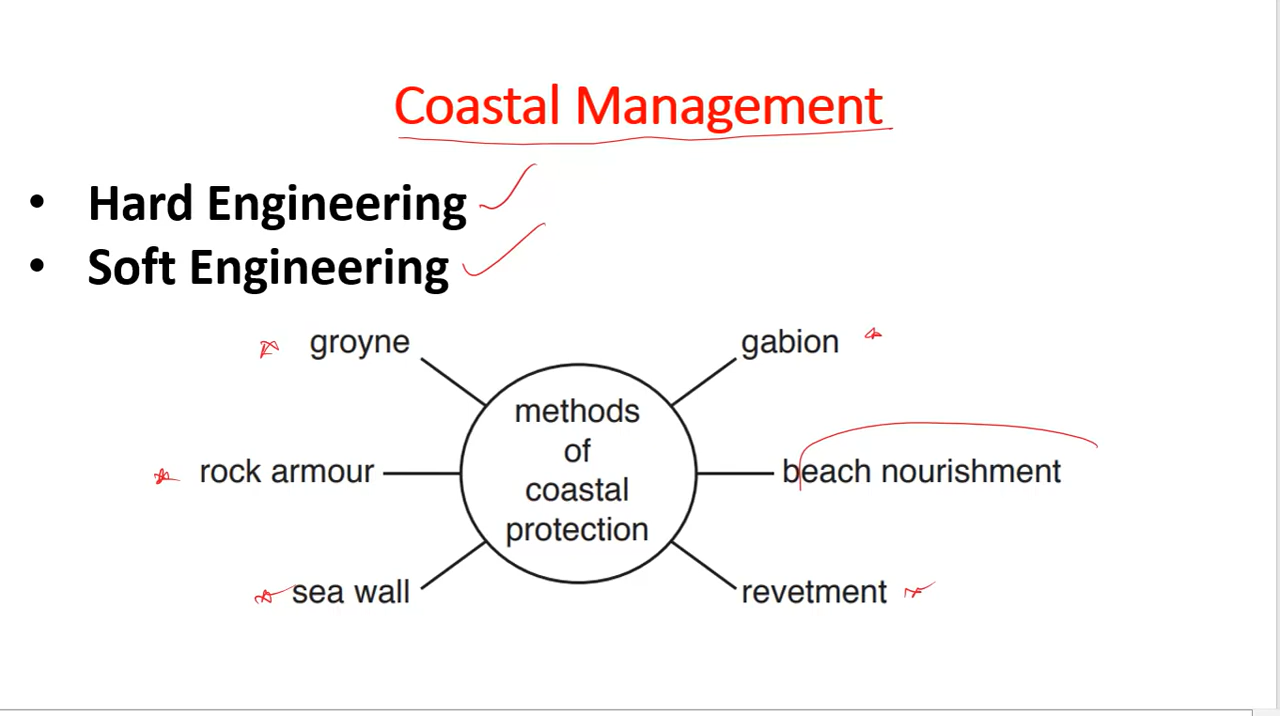 Coastal Management
• Hard Engineering
• Soft Engineering
groyne
gabion
methods
of
coastal
protection
rock armour
beach nourishment
sea wall
revetment